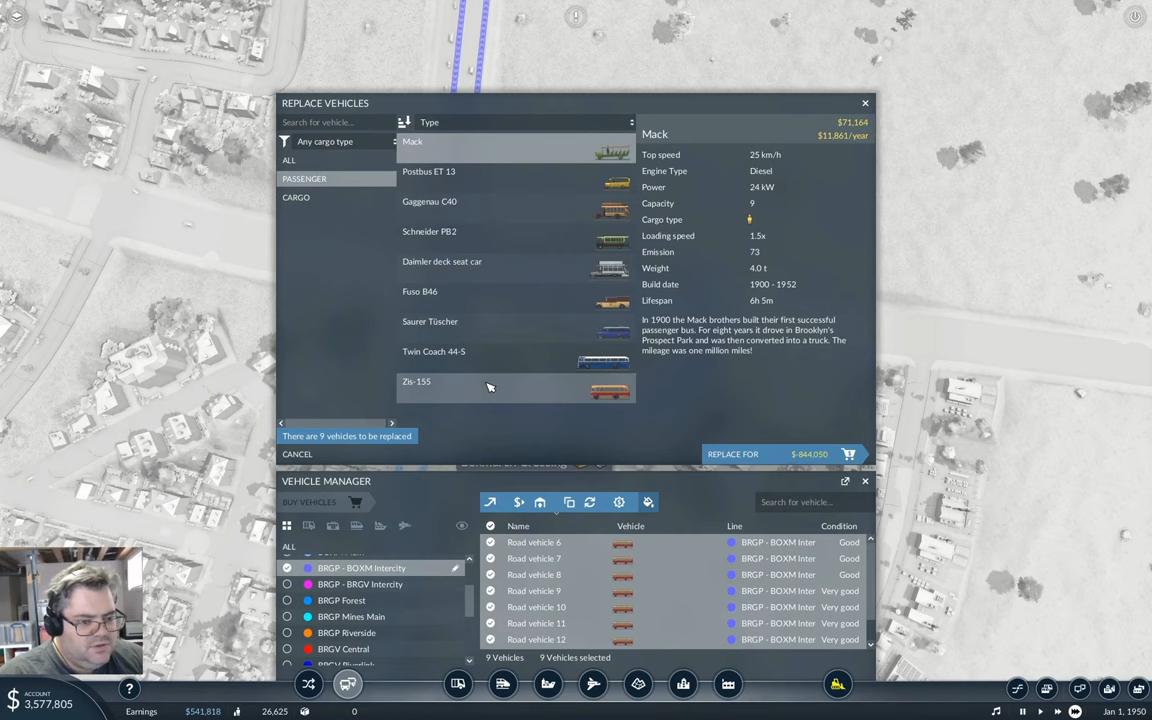 REPLACE VEHICLES
Search for vehicle...
Type
Any cargo type
ALL
PASSENGER
CARGO
Mack
Postbus ET 13
Gaggenau C40
Schneider PB2
Daimler deck seat car
Fuso B46
Saurer Tüscher
Twin Coach 44-S
Zis-155
$71,164
Mack
$11,861/year
Top speed 25 km/h
Engine Type Diesel
Power 24 kW
Capacity 9
Cargo type
Loading speed 1.5x
Emission 73
Weight 4.0 t
Build date 1900 - 1952
Lifespan 6h 5m
In 1900 the Mack brothers built their first successful
passenger bus. For eight years it drove in Brooklyn's
Prospect Park and was then converted into a truck. The
mileage was one million miles!
There are 9 vehicles to be replaced
CANCEL
REPLACE FOR $-844,050
VEHICLE MANAGER
BUY VEHICLES
Search for vehicle...
Name Vehicle Line Condition
ALL
BRGP - BOXM Intercity
BRGP - BRGV Intercity
BRGP Forest
BRGP Mines Main
BRGP Riverside
BRGV Central
Road vehicle 6 BRGP - BOXM Inter Good
Road vehicle 7 BRGP - BOXM Inter Good
Road vehicle 8 BRGP - BOXM Inter Good
Road vehicle 9 BRGP - BOXM Inter Very good
Road vehicle 10 BRGP - BOXM Inter Very good
Road vehicle 11 BRGP - BOXM Inter Very good
Road vehicle 12 BRGP - BOXM Inter Very good
9 Vehicles 9 Vehicles selected
$ ACCOUNT
3,577,805
?
Earnings $541,818 26,625 0
Jan 1, 1950